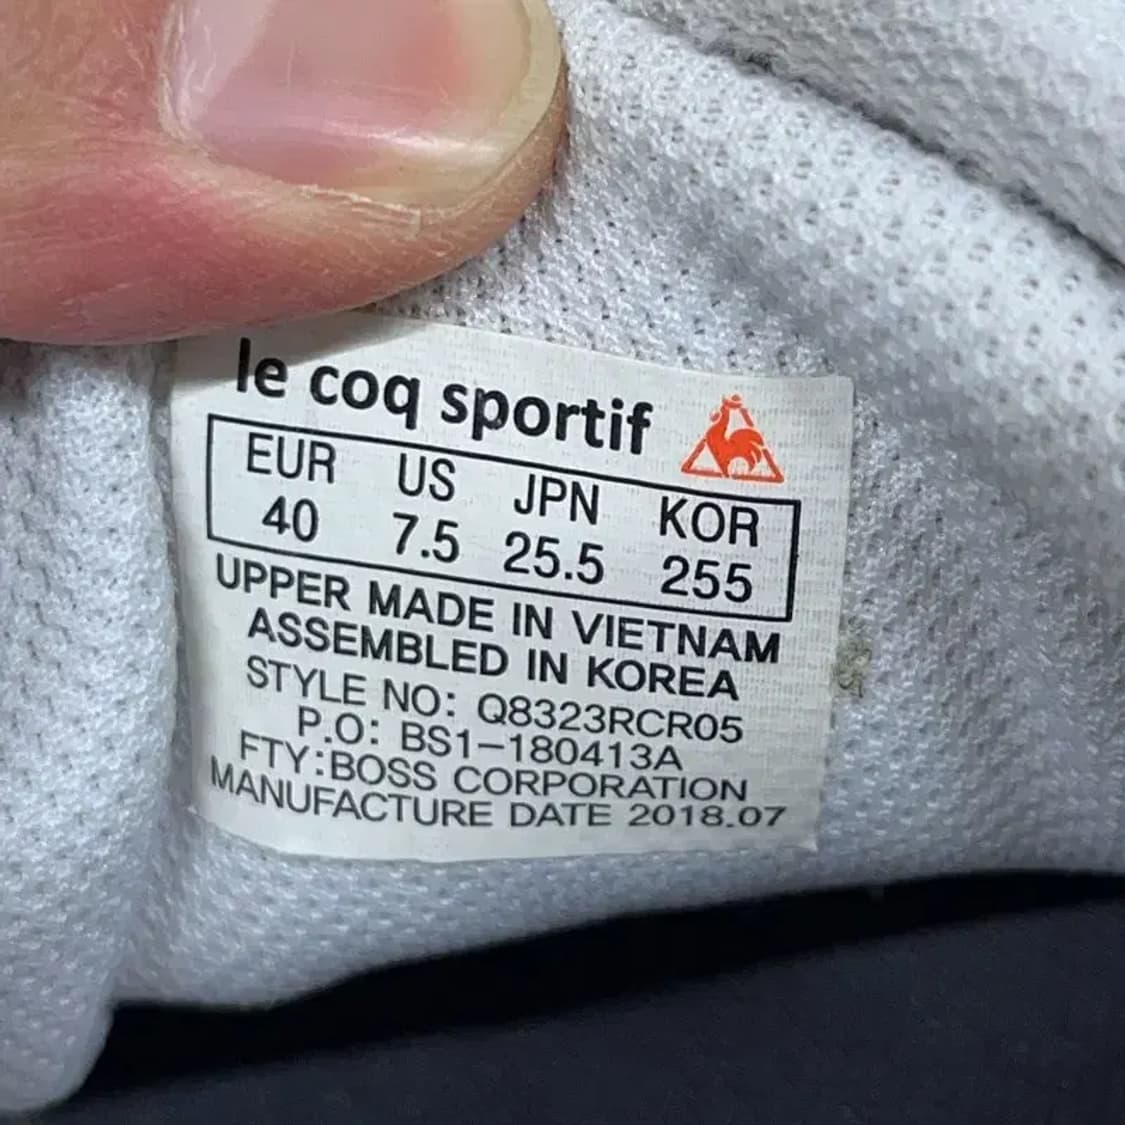 le coq sportif
EUR US JPN KOR
40 7.5 25.5 255
UPPER MADE IN VIETNAM
ASSEMBLED IN KOREA
STYLE NO: Q8323RCR05
P.O: BS1-180413A
FTY:BOSS CORPORATION
MANUFACTURE DATE 2018.07